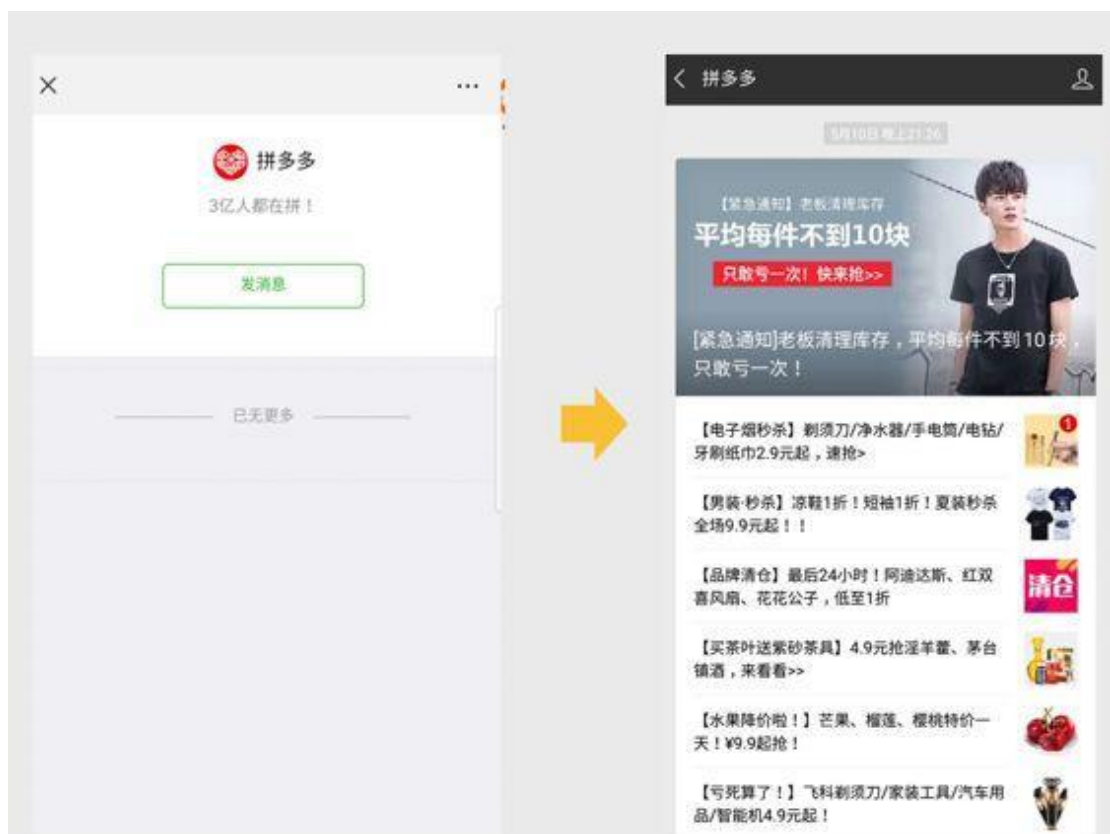 拼多多
3亿人都在拼！
发消息
已无更多
拼多多
5月10日 晚上21:26
【紧急通知】老板清理库存
平均每件不到10块
只敢亏一次！快来抢>>
[紧急通知]老板清理库存，平均每件不到10块，
只敢亏一次！
【电子烟秒杀】剃须刀/净水器/手电筒/电钻/
牙刷纸巾2.9元起，速抢>
1
【男装·秒杀】凉鞋1折！短袖1折！夏装秒杀
全场9.9元起！！
【品牌清仓】最后24小时！阿迪达斯、红双
喜风扇、花花公子，低至1折
清仓
【买茶叶送紫砂茶具】4.9元抢淫羊藿、茅台
镇酒，来看看>>
【水果降价啦！】芒果、榴莲、樱桃特价一
天！¥9.9起抢！
【亏死算了！】飞科剃须刀/家装工具/汽车用
品/智能机4.9元起！